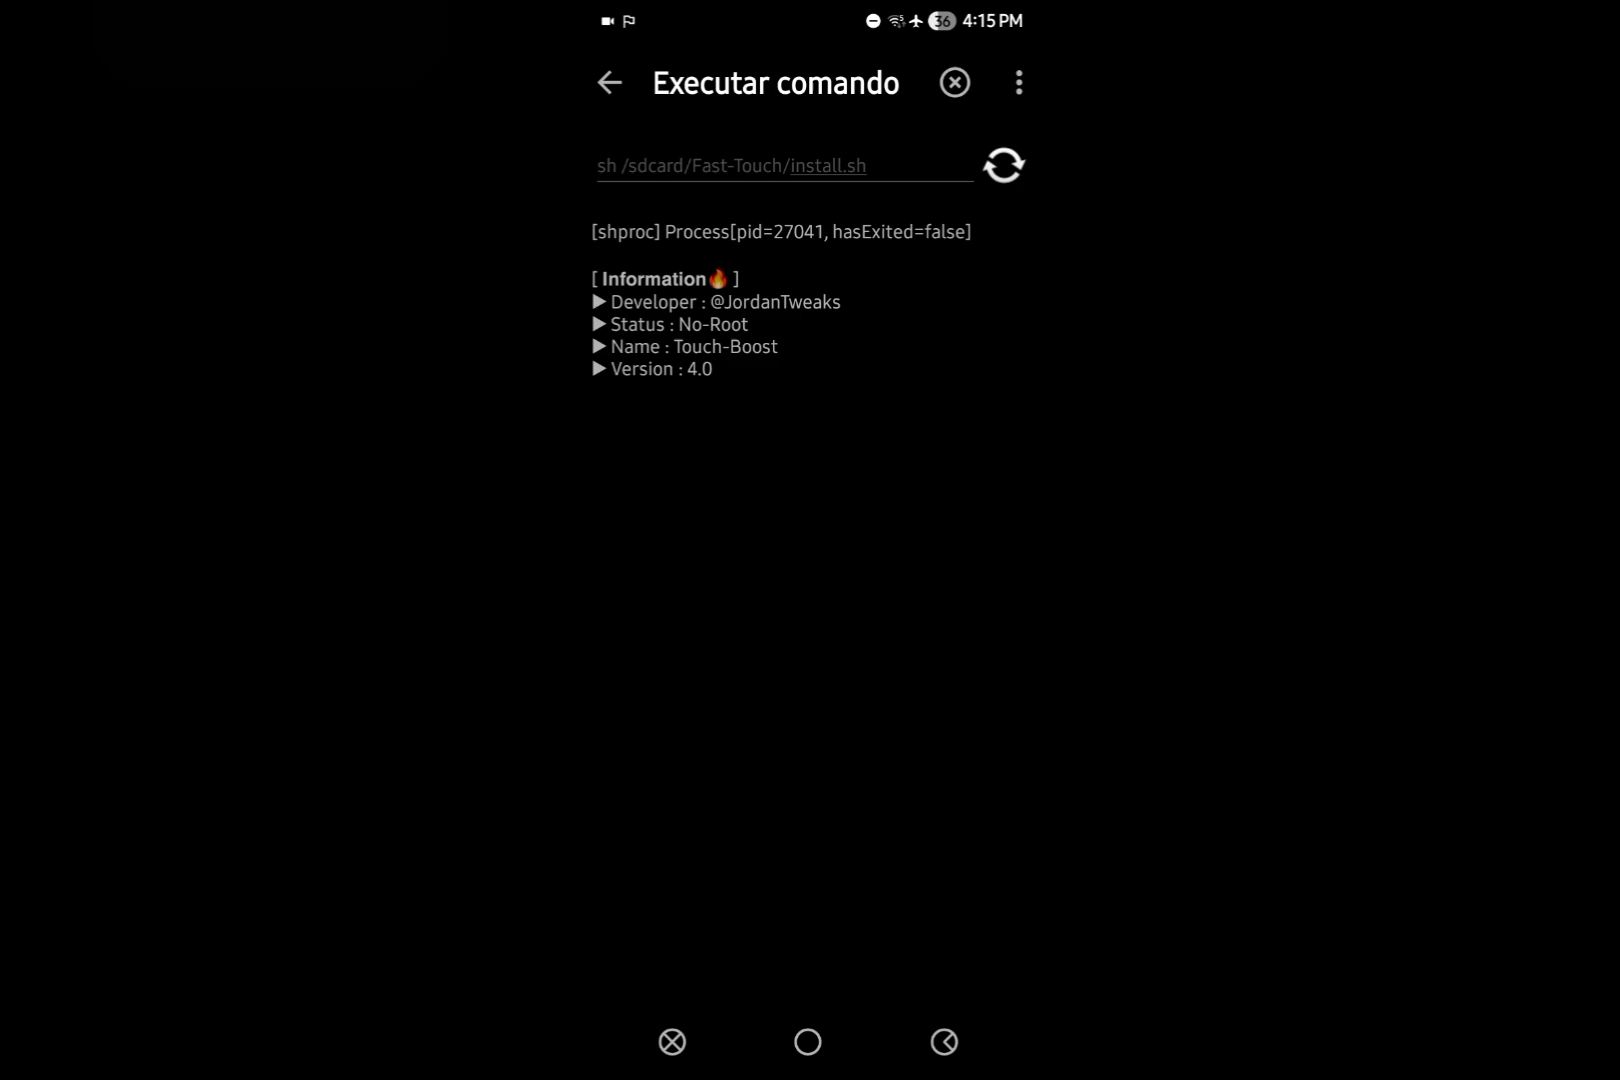 36 4:15 PM
Executar comando
sh /sdcard/Fast-Touch/install.sh
[shproc] Process[pid=27041, hasExited=false]
[ Information🔥 ]
▶ Developer : @JordanTweaks
▶ Status : No-Root
▶ Name : Touch-Boost
▶ Version : 4.0